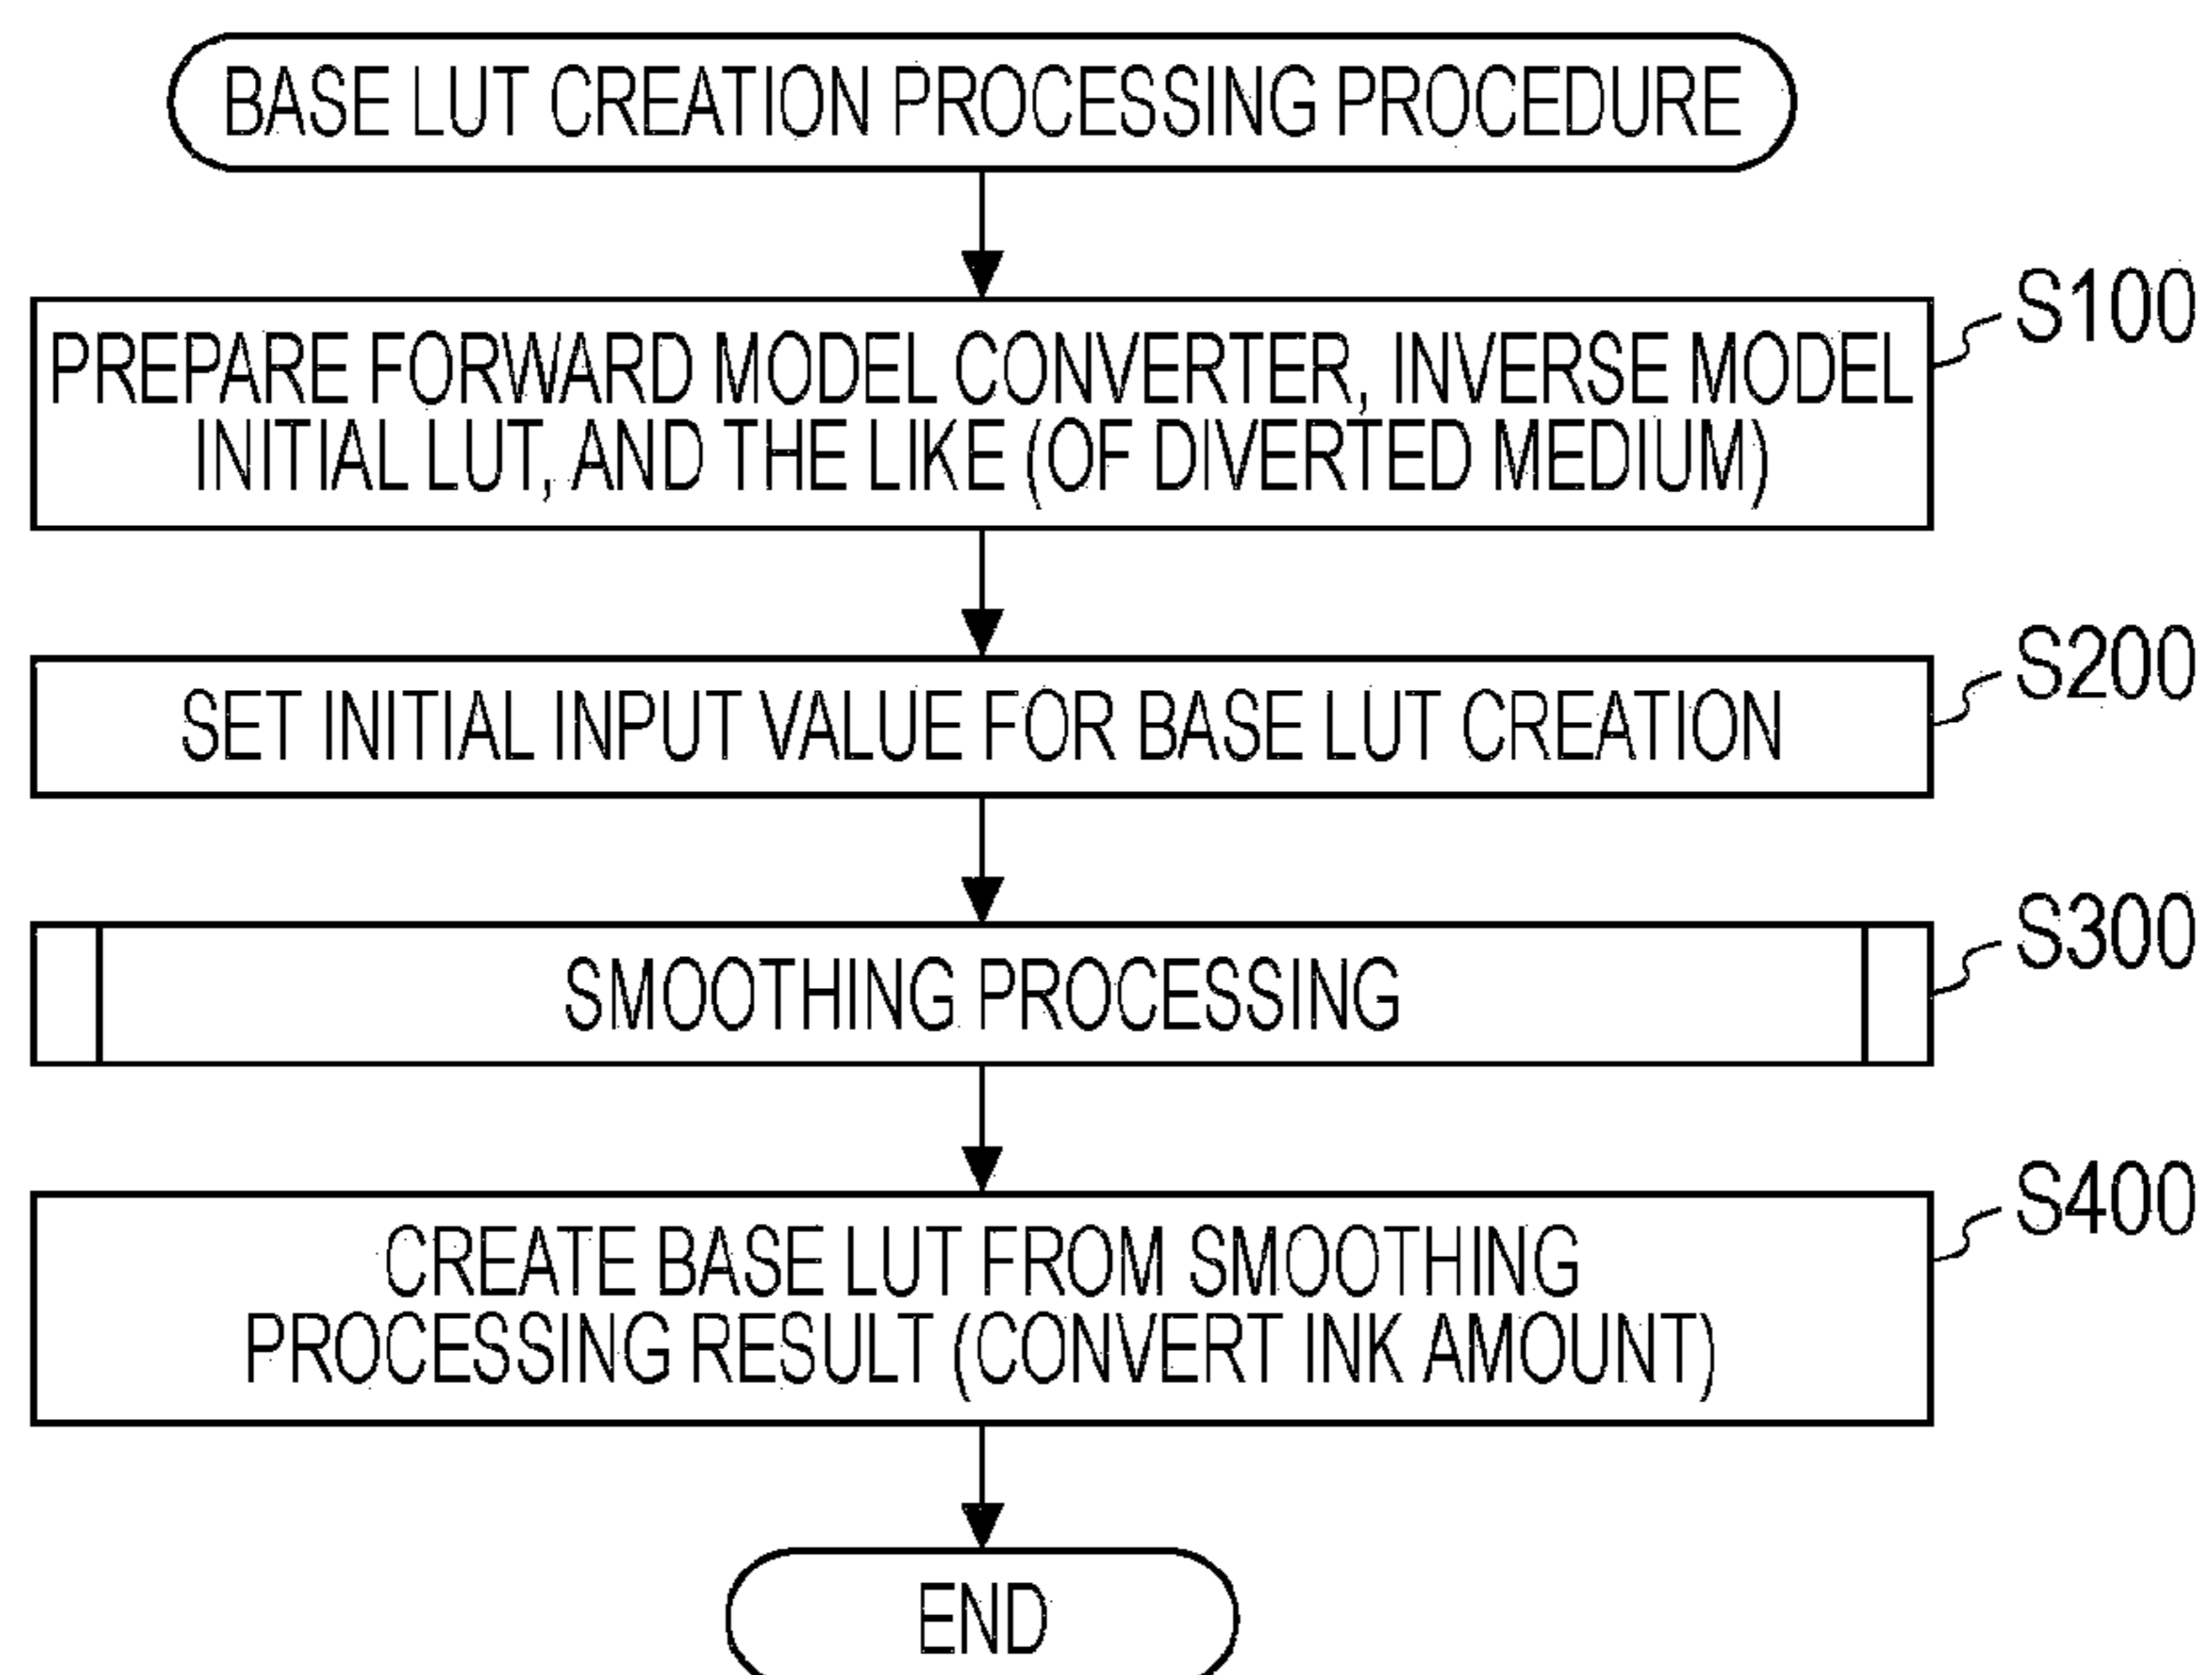 BASE LUT CREATION PROCESSING PROCEDURE
S100
PREPARE FORWARD MODEL CONVERTER, INVERSE MODEL
INITIAL LUT, AND THE LIKE (OF DIVERTED MEDIUM)
S200
SET INITIAL INPUT VALUE FOR BASE LUT CREATION
S300
SMOOTHING PROCESSING
S400
CREATE BASE LUT FROM SMOOTHING
PROCESSING RESULT (CONVERT INK AMOUNT)
END